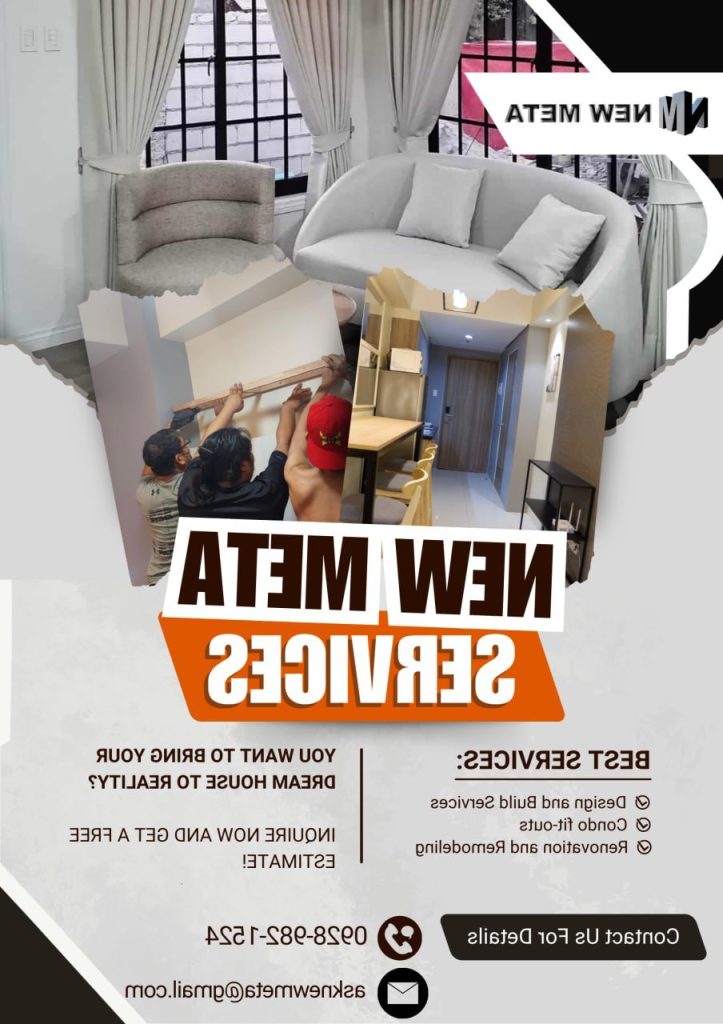 NEW META
NEW META
SERVICES
BEST SERVICES:
Design and Build Services
Condo fit-outs
Renovation and Remodeling
YOU WANT TO BRING YOUR
DREAM HOUSE TO REALITY?
INQUIRE NOW AND GET A FREE
ESTIMATE!
Contact Us For Details
0928-982-1524
asknewmeta@gmail.com